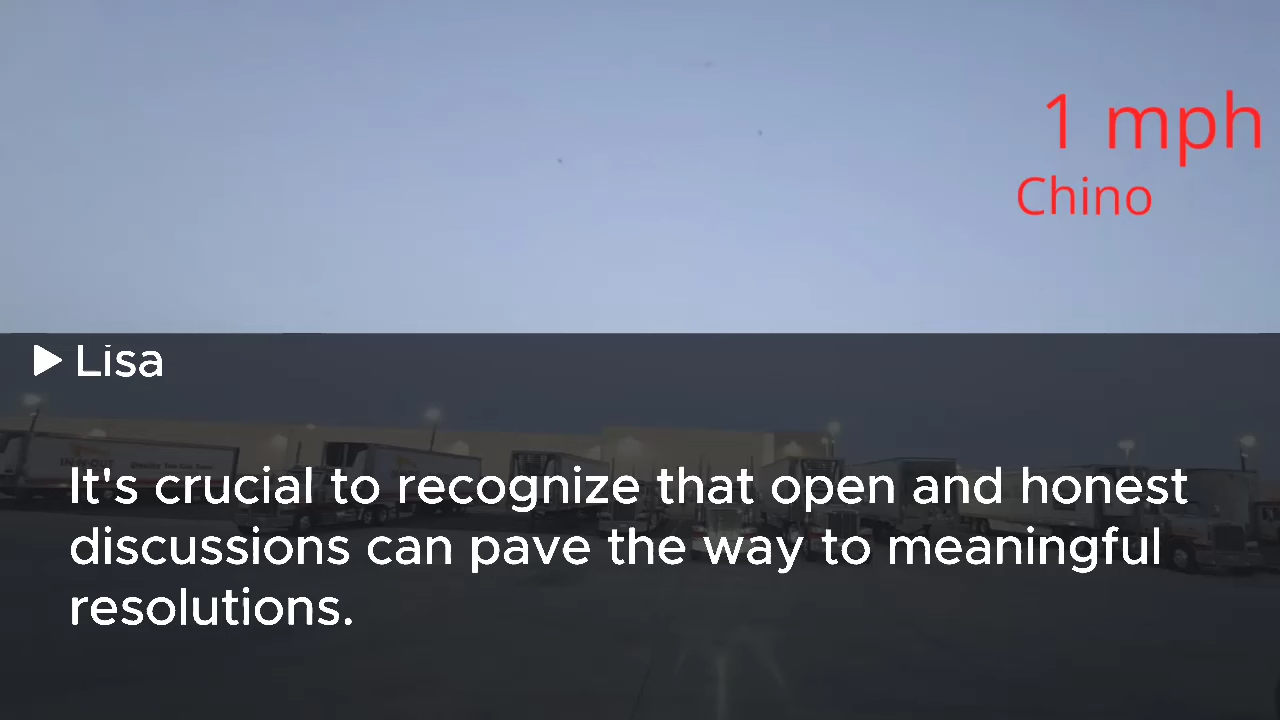 1 mph
Chino
Lisa
It's crucial to recognize that open and honest
discussions can pave the way to meaningful
resolutions.